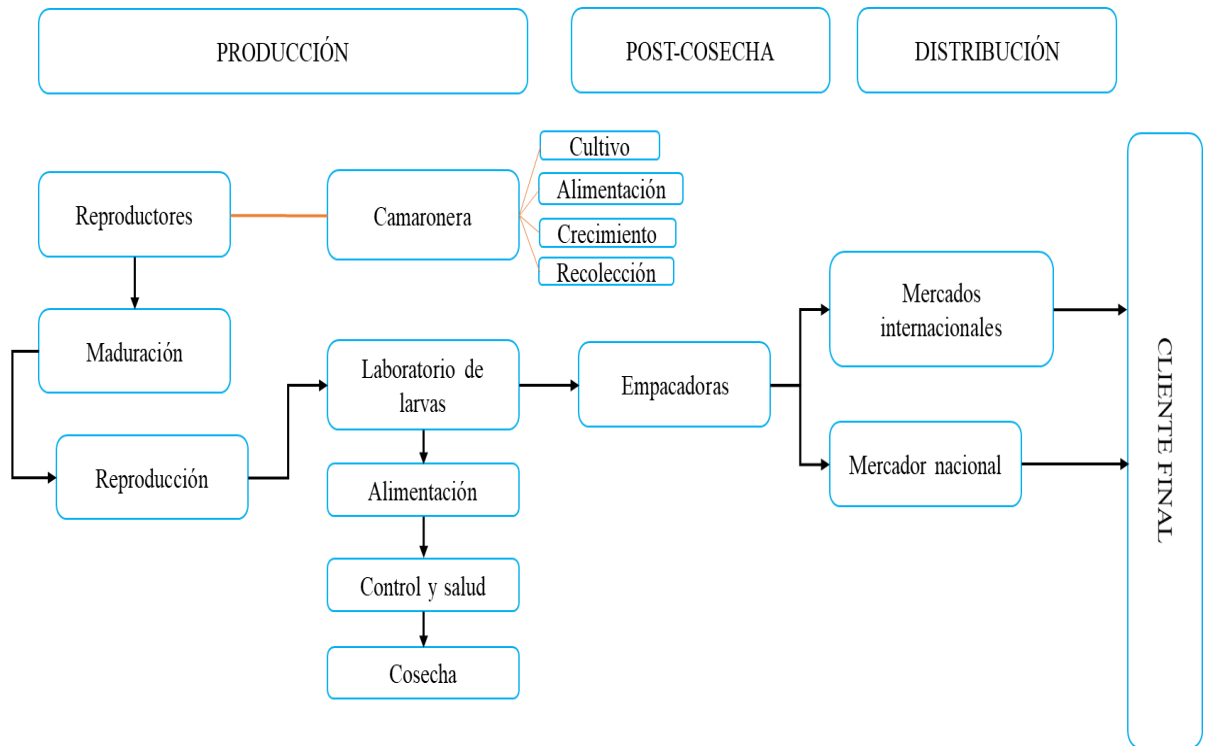 PRODUCCIÓN
POST-COSECHA
DISTRIBUCIÓN
Reproductores
Camaronera
Cultivo
Alimentación
Crecimiento
Recolección
Maduración
Reproducción
Laboratorio de
larvas
Alimentación
Control y salud
Cosecha
Empacadoras
Mercados
internacionales
Mercador nacional
CLIENTE FINAL